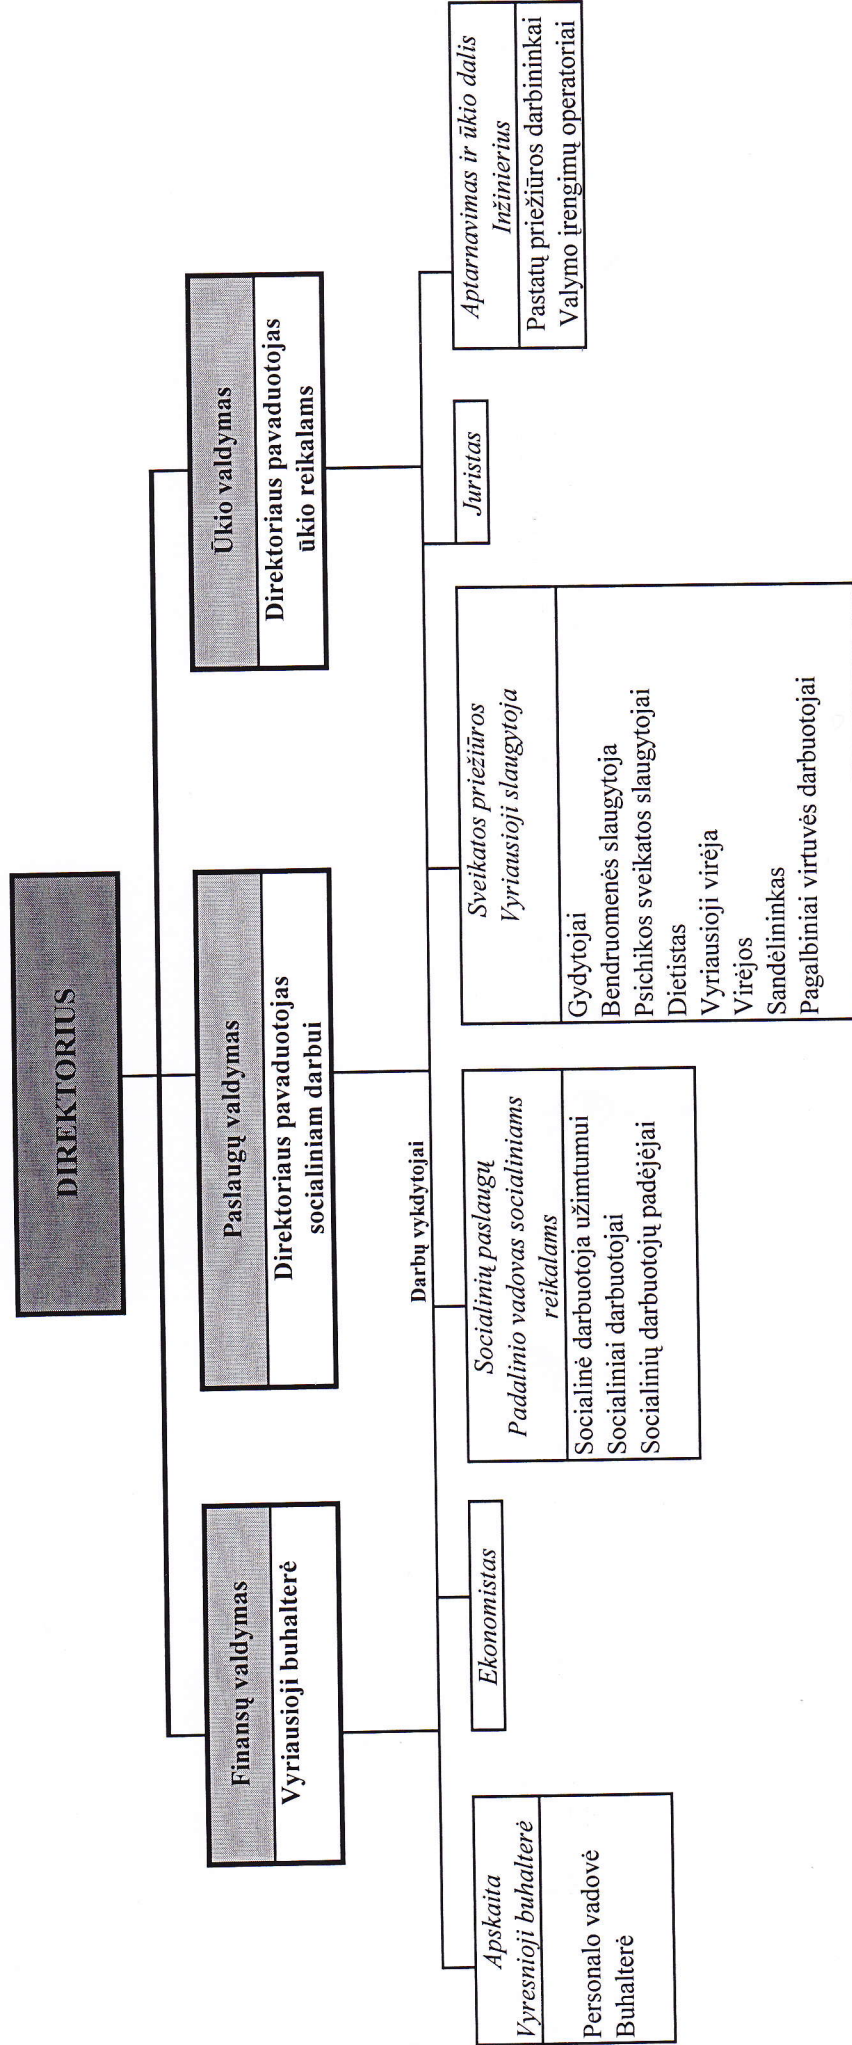 DIREKTORIUS
Finansų valdymas
Vyriausioji buhalterė
Paslaugų valdymas
Direktoriaus pavaduotojas
socialiniam darbui
Ūkio valdymas
Direktoriaus pavaduotojas
ūkio reikalams
Darbų vykdytojai
Apskaita
Vyresnioji buhalterė
Personalo vadovė
Buhalterė
Ekonomistas
Socialinių paslaugų
Padalinio vadovas socialiniams
reikalams
Socialinė darbuotoja užimtumui
Socialiniai darbuotojai
Socialinių darbuotojų padėjėjai
Sveikatos priežiūros
Vyriausioji slaugytoja
Gydytojai
Bendruomenės slaugytoja
Psichikos sveikatos slaugytojai
Dietistas
Vyriausioji virėja
Virėjos
Sandėlininkas
Pagalbiniai virtuvės darbuotojai
Juristas
Aptarnavimas ir ūkio dalis
Inžinierius
Pastatų priežiūros darbininkai
Valymo įrengimų operatoriai